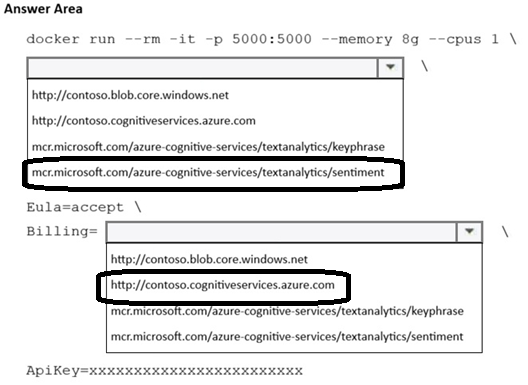 Answer Area
docker run --rm -it -p 5000:5000 --memory 8g --cpus 1 \
\
http://contoso.blob.core.windows.net
http://contoso.cognitiveservices.azure.com
mcr.microsoft.com/azure-cognitive-services/textanalytics/keyphrase
mcr.microsoft.com/azure-cognitive-services/textanalytics/sentiment
Eula=accept \
Billing= \
http://contoso.blob.core.windows.net
http://contoso.cognitiveservices.azure.com
mcr.microsoft.com/azure-cognitive-services/textanalytics/keyphrase
mcr.microsoft.com/azure-cognitive-services/textanalytics/sentiment
ApiKey=xxxxxxxxxxxxxxxxxxxxxxxx